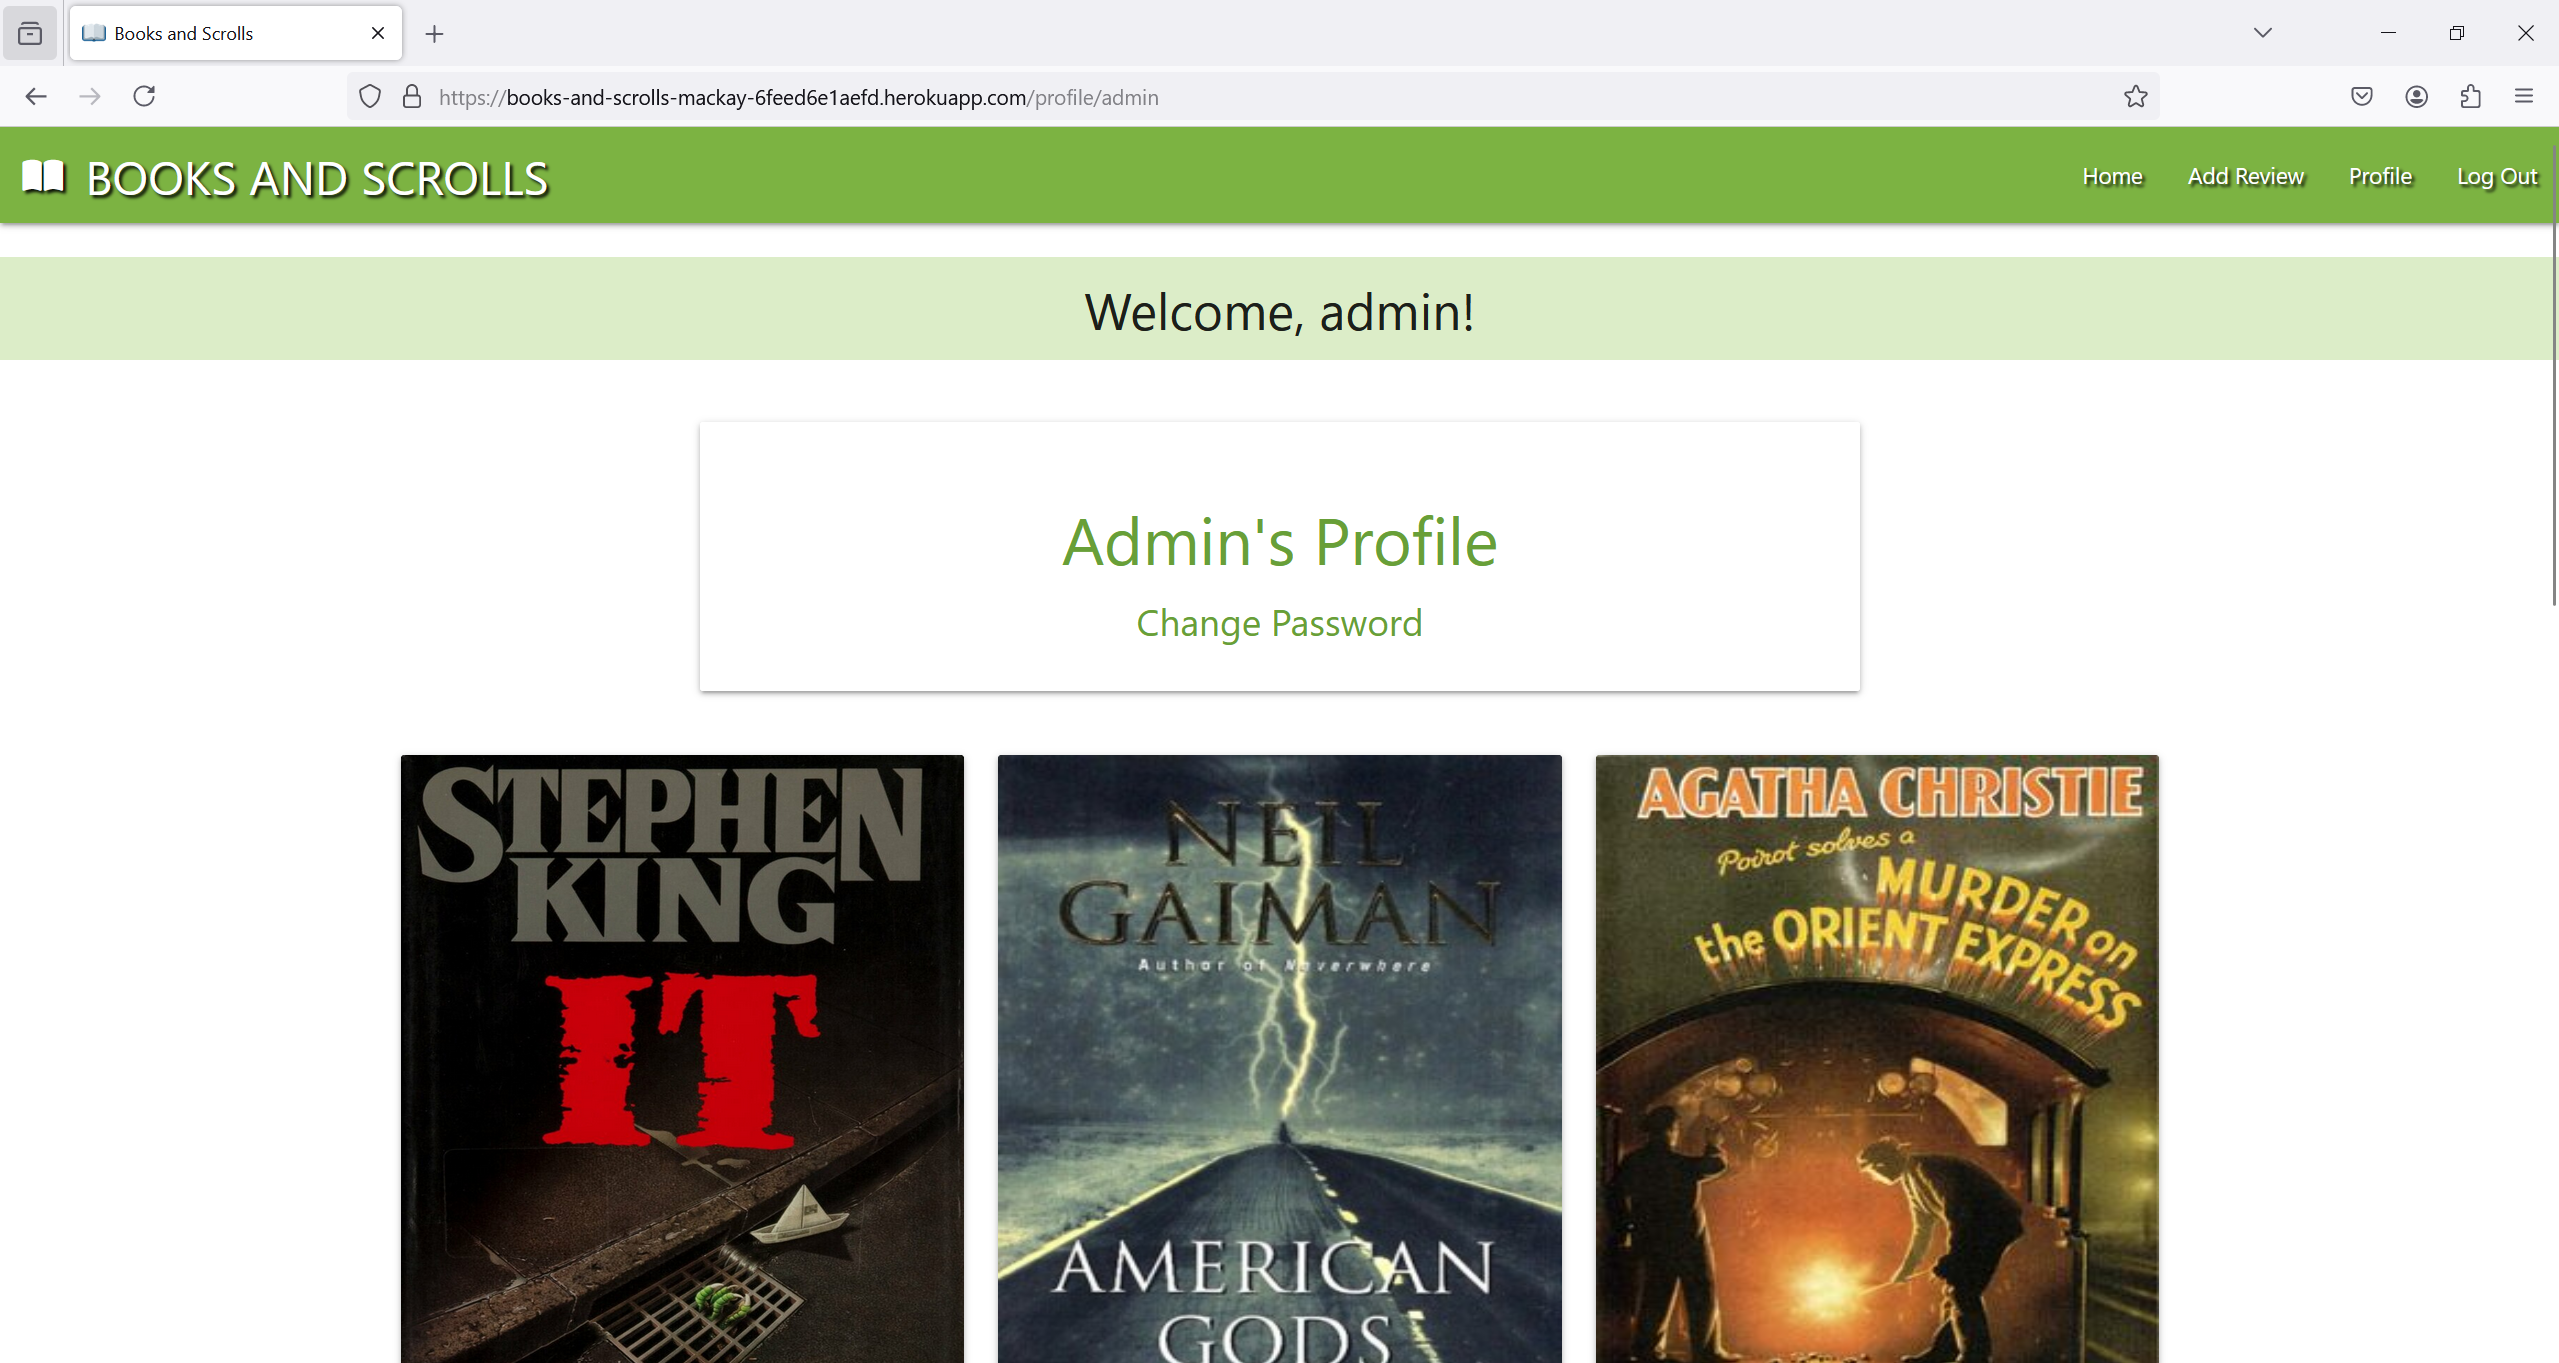 Books and Scrolls
https://books-and-scrolls-mackay-6feed6e1aefd.herokuapp.com/profile/admin
BOOKS AND SCROLLS
Home
Add Review
Profile
Log Out
Welcome, admin!
Admin's Profile
Change Password
STEPHEN
KING
IT
NEIL
GAIMAN
Author of Neverwhere
AMERICAN
GODS
AGATHA CHRISTIE
Poirot solves a
MURDER on
the ORIENT EXPRESS